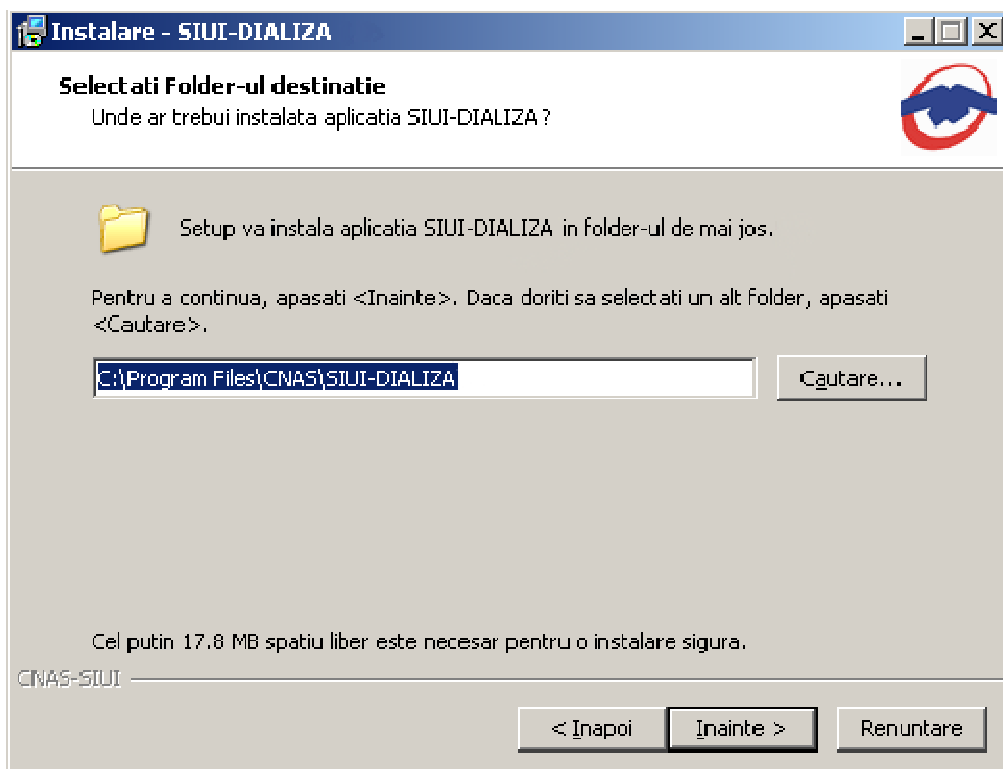 Instalare - SIUI-DIALIZA
Selectati Folder-ul destinatie
Unde ar trebui instalata aplicatia SIUI-DIALIZA?
Setup va instala aplicatia SIUI-DIALIZA in folder-ul de mai jos.
Pentru a continua, apasati <Inainte>. Daca doriti sa selectati un alt folder, apasati
<Cautare>.
C:\Program Files\CNAS\SIUI-DIALIZA
Cautare...
Cel putin 17.8 MB spatiu liber este necesar pentru o instalare sigura.
CNAS-SIUI
< Inapoi
Inainte >
Renuntare